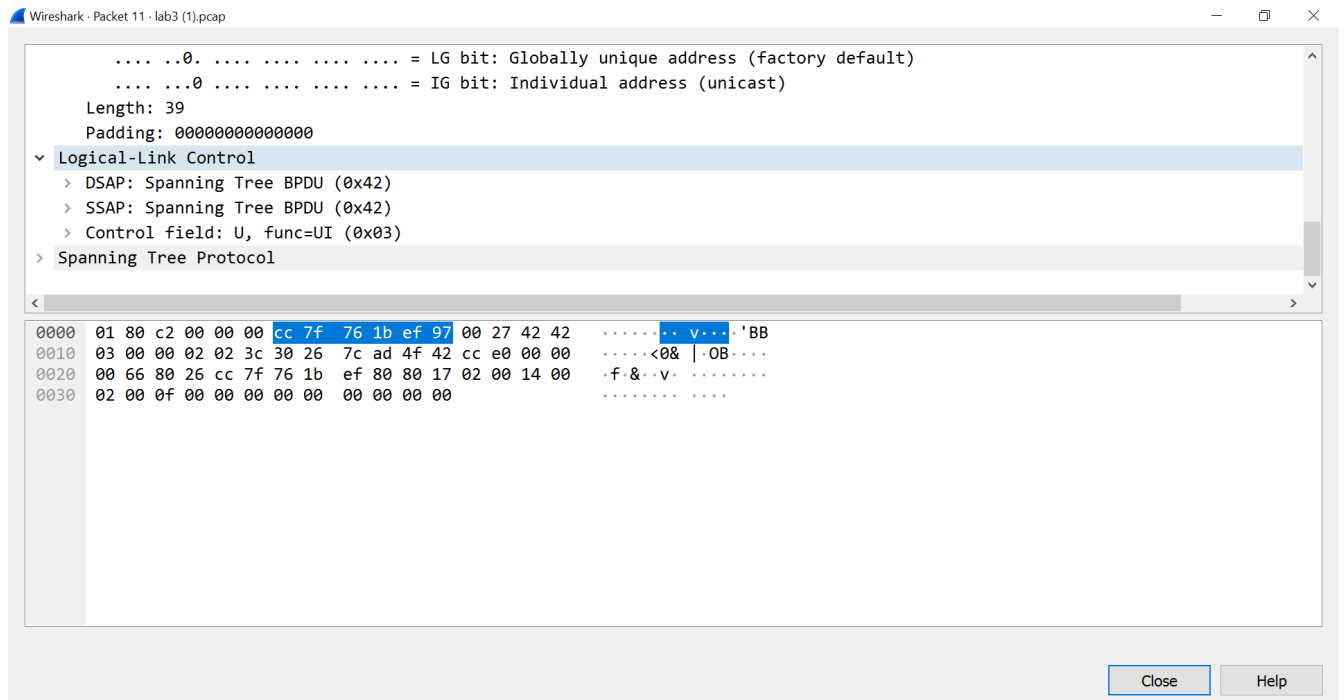 Wireshark · Packet 11 · lab3 (1).pcap
.... ..0. .... .... .... .... = LG bit: Globally unique address (factory default)
.... ...0 .... .... .... .... = IG bit: Individual address (unicast)
Length: 39
Padding: 00000000000000
Logical-Link Control
DSAP: Spanning Tree BPDU (0x42)
SSAP: Spanning Tree BPDU (0x42)
Control field: U, func=UI (0x03)
Spanning Tree Protocol
0000 01 80 c2 00 00 00 cc 7f 76 1b ef 97 00 27 42 42 ········ v····'BB
0010 03 00 00 02 02 3c 30 26 7c ad 4f 42 cc e0 00 00 ·····<0& |·OB····
0020 00 66 80 26 cc 7f 76 1b ef 80 80 17 02 00 14 00 ·f·&··v· ········
0030 02 00 0f 00 00 00 00 00 00 00 00 00 ········ ····
Close
Help